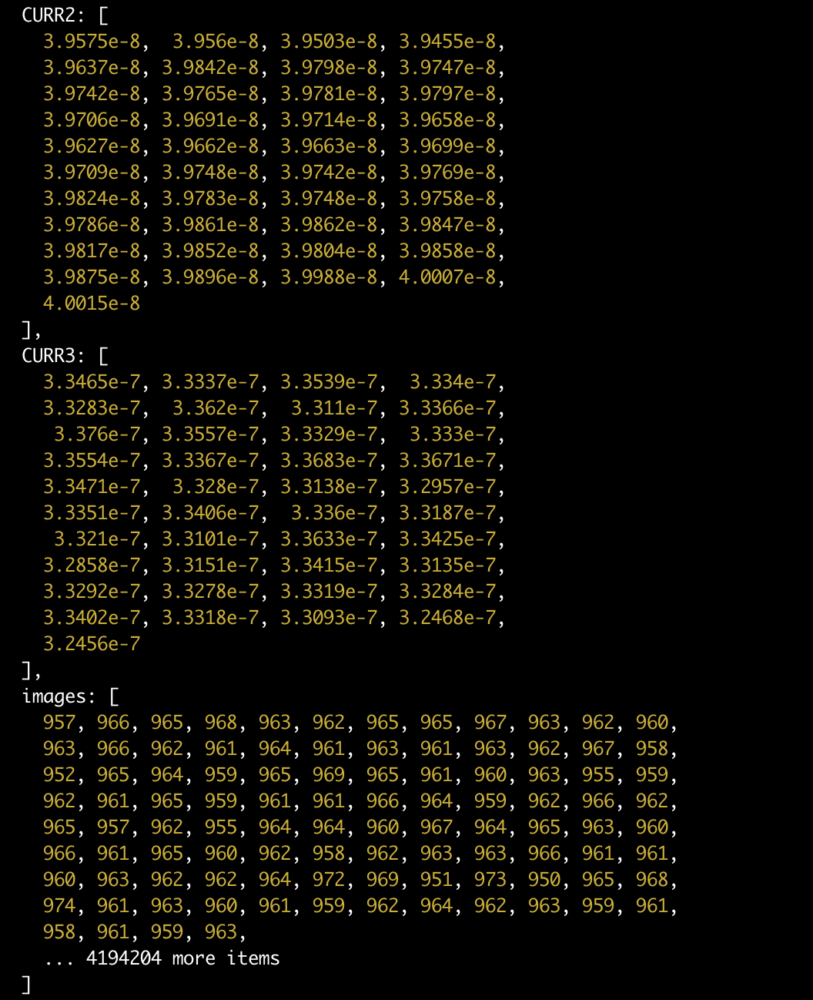 CURR2: [
3.9575e-8, 3.956e-8, 3.9503e-8, 3.9455e-8,
3.9637e-8, 3.9842e-8, 3.9798e-8, 3.9747e-8,
3.9742e-8, 3.9765e-8, 3.9781e-8, 3.9797e-8,
3.9706e-8, 3.9691e-8, 3.9714e-8, 3.9658e-8,
3.9627e-8, 3.9662e-8, 3.9663e-8, 3.9699e-8,
3.9709e-8, 3.9748e-8, 3.9742e-8, 3.9769e-8,
3.9824e-8, 3.9783e-8, 3.9748e-8, 3.9758e-8,
3.9786e-8, 3.9861e-8, 3.9862e-8, 3.9847e-8,
3.9817e-8, 3.9852e-8, 3.9804e-8, 3.9858e-8,
3.9875e-8, 3.9896e-8, 3.9988e-8, 4.0007e-8,
4.0015e-8
],
CURR3: [
3.3465e-7, 3.3337e-7, 3.3539e-7, 3.334e-7,
3.3283e-7, 3.362e-7, 3.311e-7, 3.3366e-7,
3.376e-7, 3.3557e-7, 3.3329e-7, 3.333e-7,
3.3554e-7, 3.3367e-7, 3.3683e-7, 3.3671e-7,
3.3471e-7, 3.328e-7, 3.3138e-7, 3.2957e-7,
3.3351e-7, 3.3406e-7, 3.336e-7, 3.3187e-7,
3.321e-7, 3.3101e-7, 3.3633e-7, 3.3425e-7,
3.2858e-7, 3.3151e-7, 3.3415e-7, 3.3135e-7,
3.3292e-7, 3.3278e-7, 3.3319e-7, 3.3284e-7,
3.3402e-7, 3.3318e-7, 3.3093e-7, 3.2468e-7,
3.2456e-7
],
images: [
957, 966, 965, 968, 963, 962, 965, 965, 967, 963, 962, 960,
963, 966, 962, 961, 964, 961, 963, 961, 963, 962, 967, 958,
952, 965, 964, 959, 965, 969, 965, 961, 960, 963, 955, 959,
962, 961, 965, 959, 961, 961, 966, 964, 959, 962, 966, 962,
965, 957, 962, 955, 964, 964, 960, 967, 964, 965, 963, 960,
966, 961, 965, 960, 962, 958, 962, 963, 963, 966, 961, 961,
960, 963, 962, 962, 964, 972, 969, 951, 973, 950, 965, 968,
974, 961, 963, 960, 961, 959, 962, 964, 962, 963, 959, 961,
958, 961, 959, 963,
... 4194204 more items
]